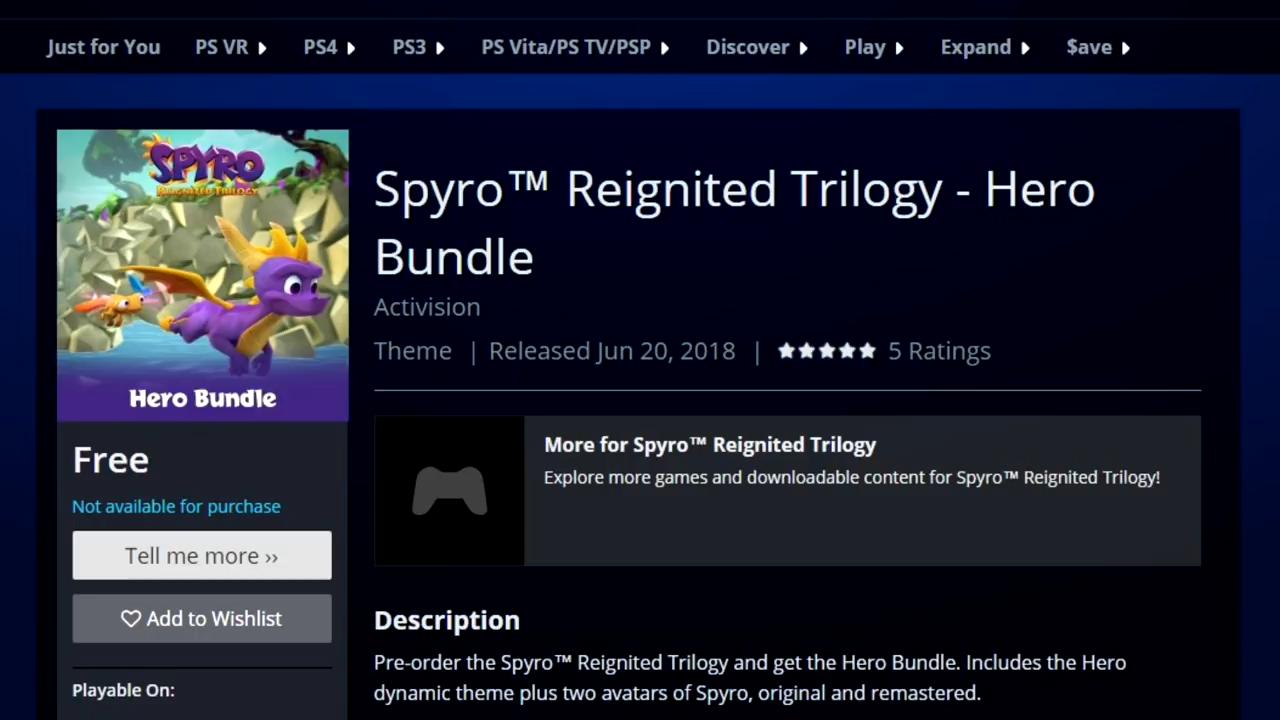 Just for You PS VR PS4 PS3 PS Vita/PS TV/PSP Discover Play Expand $ave
SPYRO
REIGNITED TRILOGY
Hero Bundle
Free
Not available for purchase
Tell me more ››
Add to Wishlist
Playable On:
Spyro™ Reignited Trilogy - Hero
Bundle
Activision
Theme | Released Jun 20, 2018 | 5 Ratings
More for Spyro™ Reignited Trilogy
Explore more games and downloadable content for Spyro™ Reignited Trilogy!
Description
Pre-order the Spyro™ Reignited Trilogy and get the Hero Bundle. Includes the Hero
dynamic theme plus two avatars of Spyro, original and remastered.